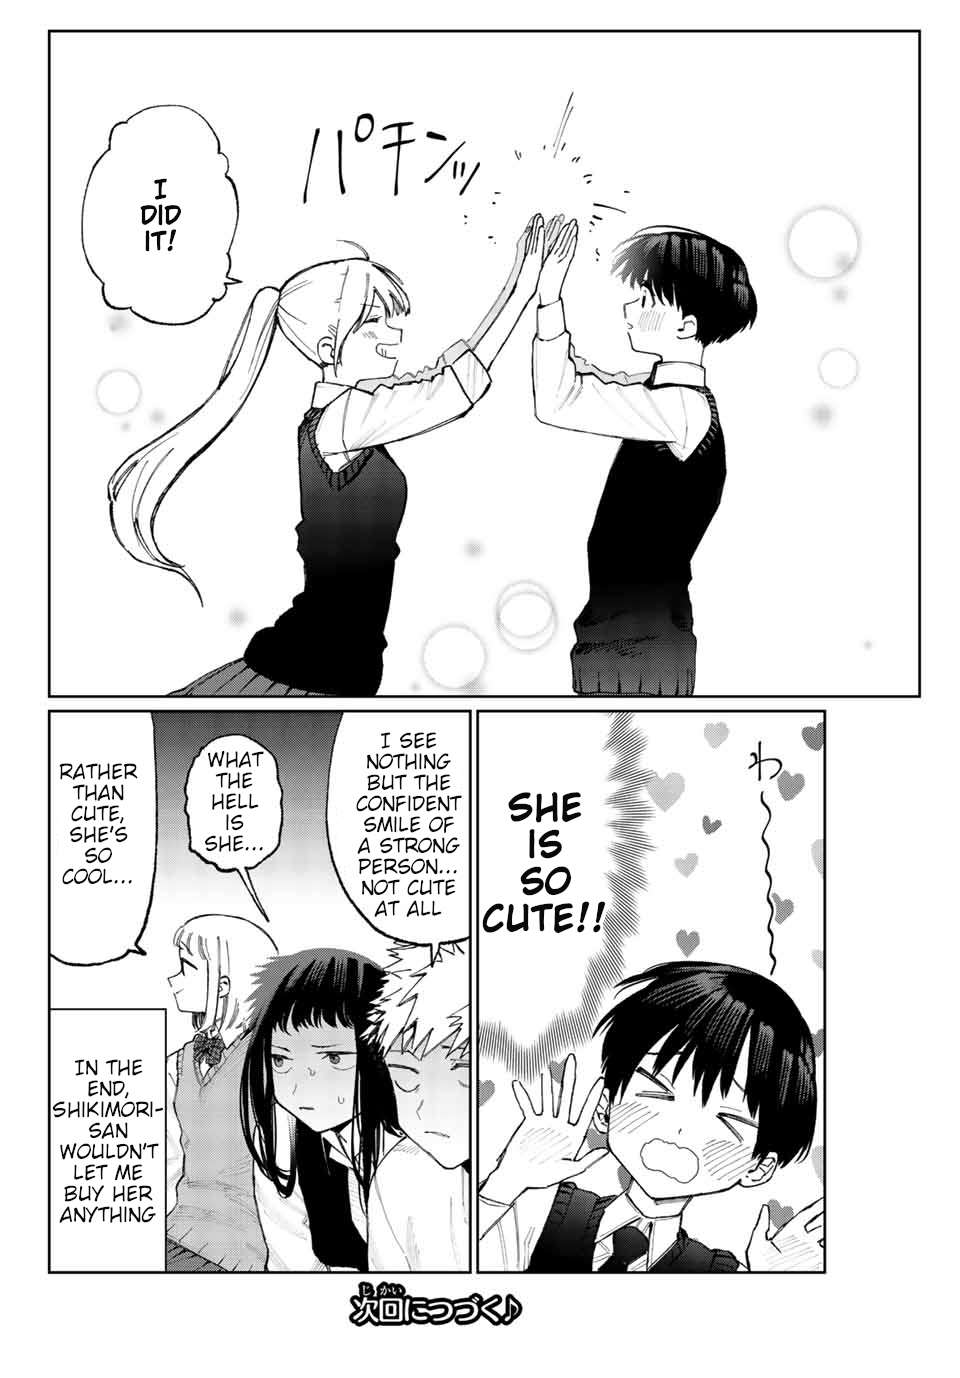 I
DID
IT!
パチンッ
わ
SHE
IS
SO
CUTE!!
I SEE
NOTHING
BUT THE
CONFIDENT
SMILE OF
A STRONG
PERSON...
NOT CUTE
AT ALL
WHAT
THE
HELL
IS
SHE...
RATHER
THAN
CUTE,
SHE'S
SO
COOL...
IN THE
END,
SHIKIMORI-
SAN
WOULDN'T
LET ME
BUY HER
ANYTHING
じかい
次回につづく♪